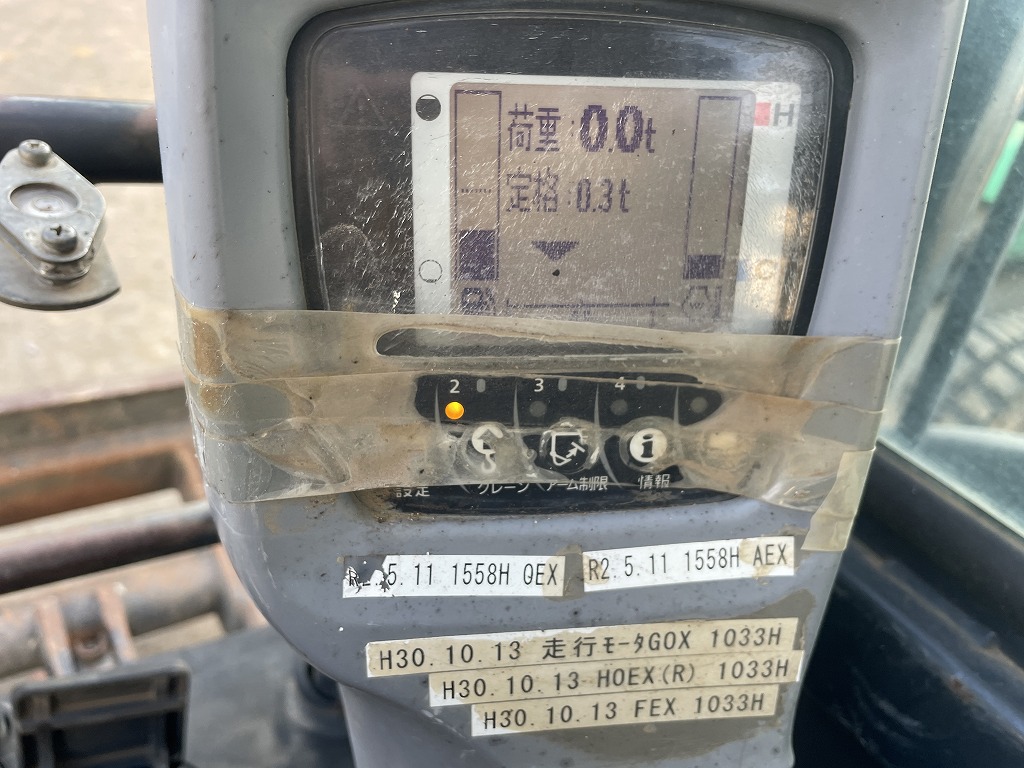 荷重:0.0t
定格:0.3t
H
C
2 3 4
設定 クレーン アーム制限 情報
5.11 1558H OEX
R2.5.11 1558H AEX
H30.10.13 走行モータGOX 1033H
H30.10.13 HOEX(R) 1033H
H30.10.13 FEX 1033H